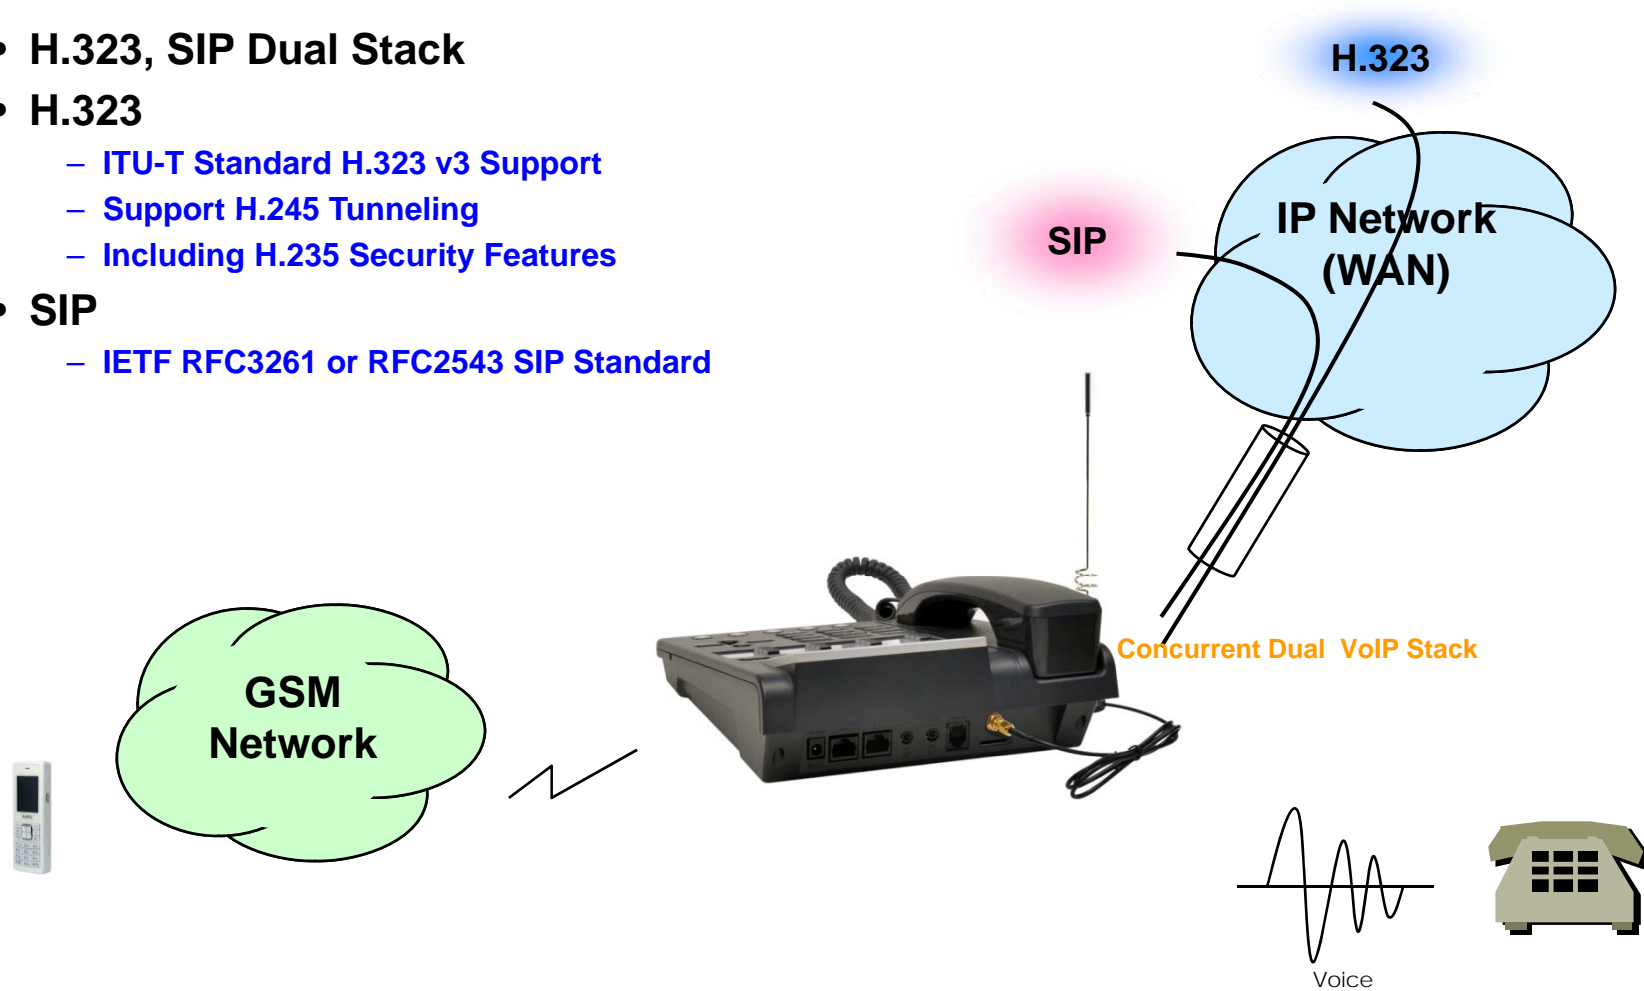 • H.323, SIP Dual Stack
• H.323
– ITU-T Standard H.323 v3 Support
– Support H.245 Tunneling
– Including H.235 Security Features
• SIP
– IETF RFC3261 or RFC2543 SIP Standard
H.323
SIP
IP Network
(WAN)
Concurrent Dual VoIP Stack
GSM
Network
Voice